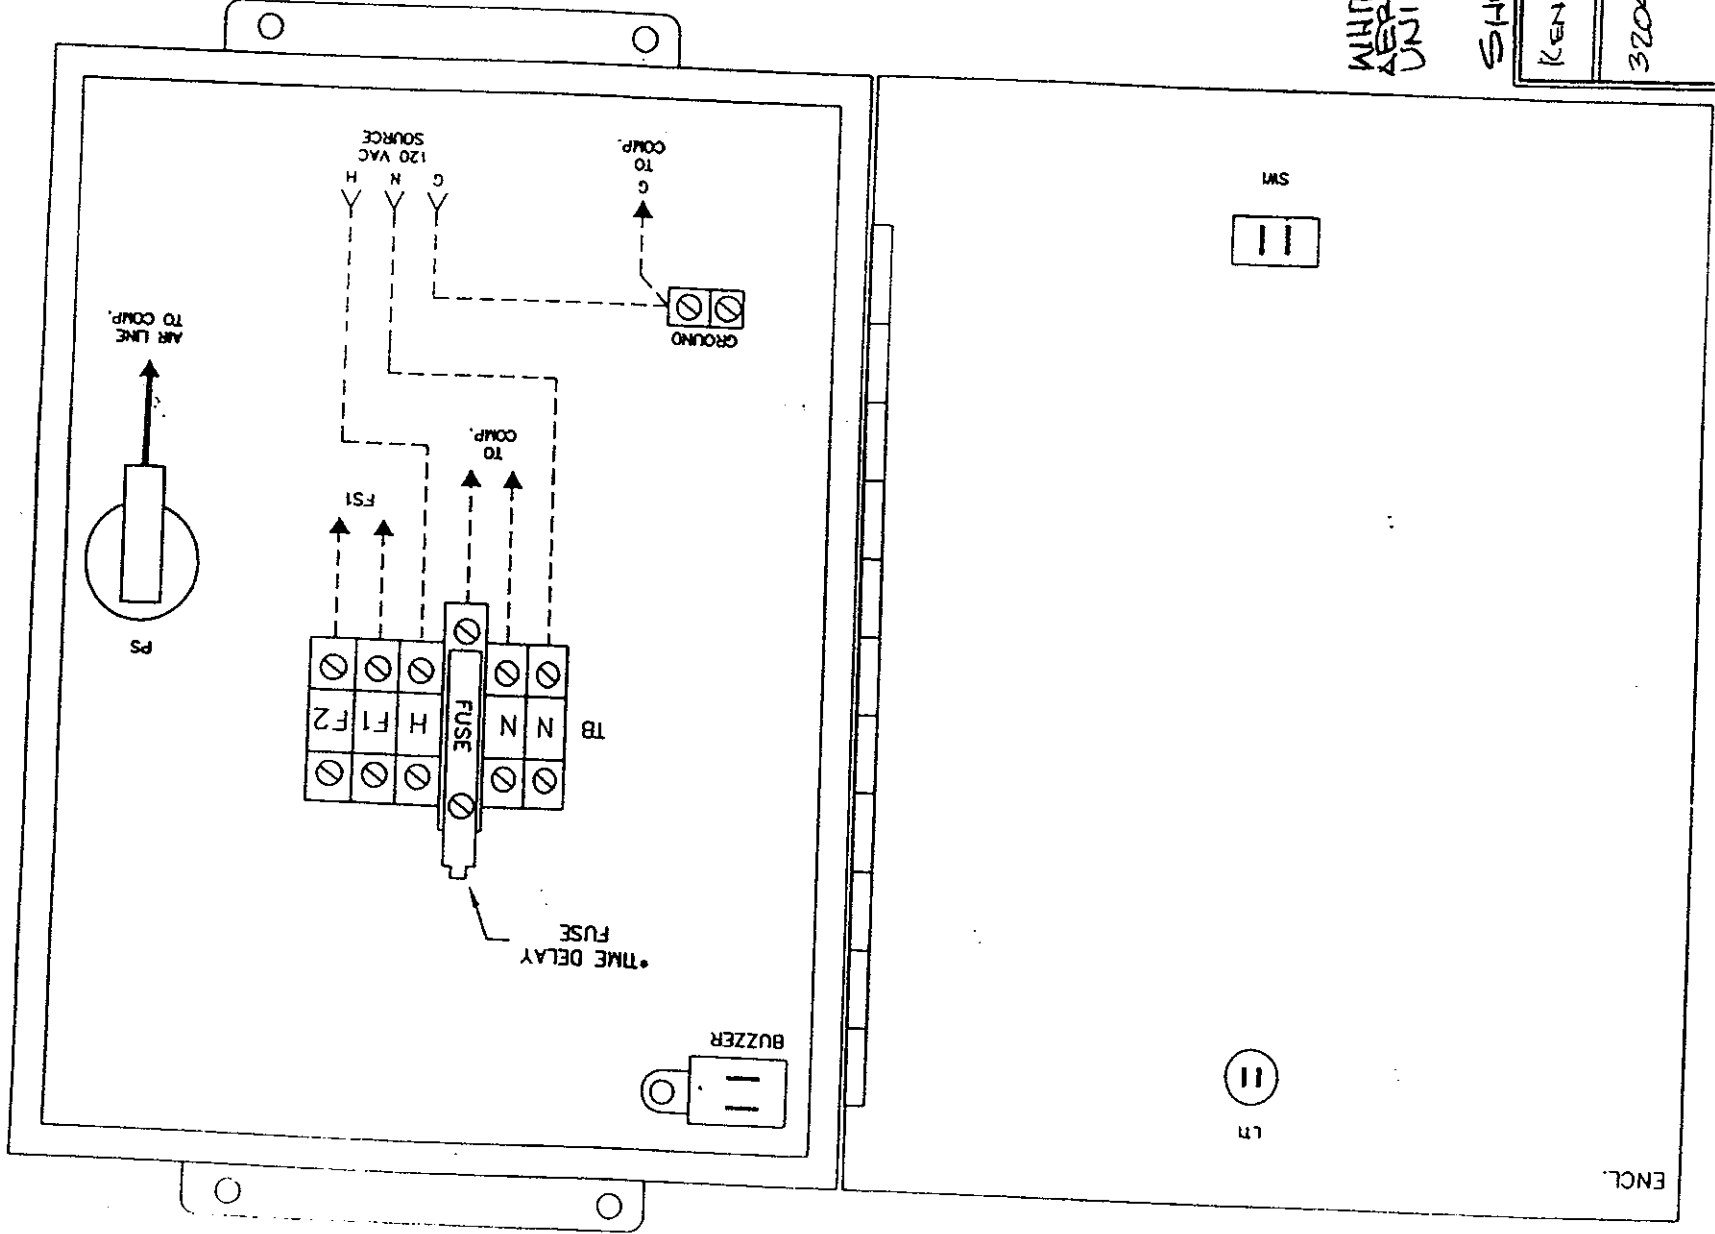 ENCL.
LT1
BUZZER
*TIME DELAY
FUSE
TB
N
N
FUSE
H
F1
F2
PS
FS1
TO
COMP.
GROUND
AIR LINE
TO COMP.
G
TO
COMP.
G
N
H
120 VAC
SOURCE
SW1